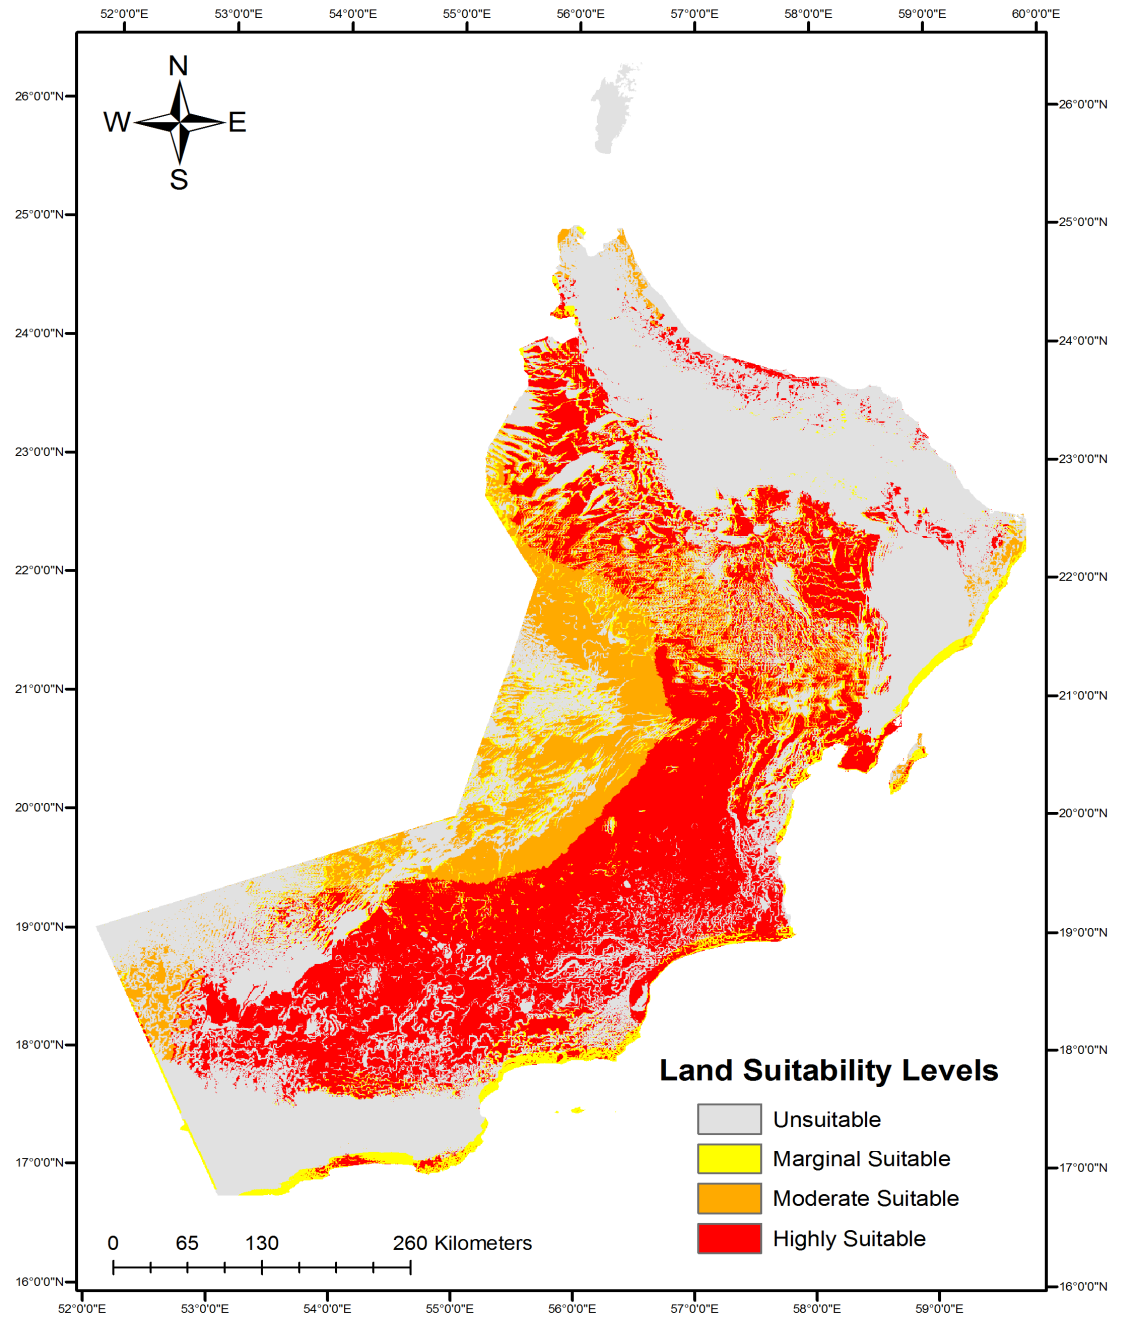 52°0'0"E 53°0'0"E 54°0'0"E 55°0'0"E 56°0'0"E 57°0'0"E 58°0'0"E 59°0'0"E 60°0'0"E
N
W E
S
26°0'0"N 26°0'0"N
25°0'0"N 25°0'0"N
24°0'0"N 24°0'0"N
23°0'0"N 23°0'0"N
22°0'0"N 22°0'0"N
21°0'0"N 21°0'0"N
20°0'0"N 20°0'0"N
19°0'0"N 19°0'0"N
18°0'0"N 18°0'0"N
17°0'0"N 17°0'0"N
16°0'0"N 16°0'0"N
Land Suitability Levels
Unsuitable
Marginal Suitable
Moderate Suitable
Highly Suitable
0 65 130 260 Kilometers
52°0'0"E 53°0'0"E 54°0'0"E 55°0'0"E 56°0'0"E 57°0'0"E 58°0'0"E 59°0'0"E